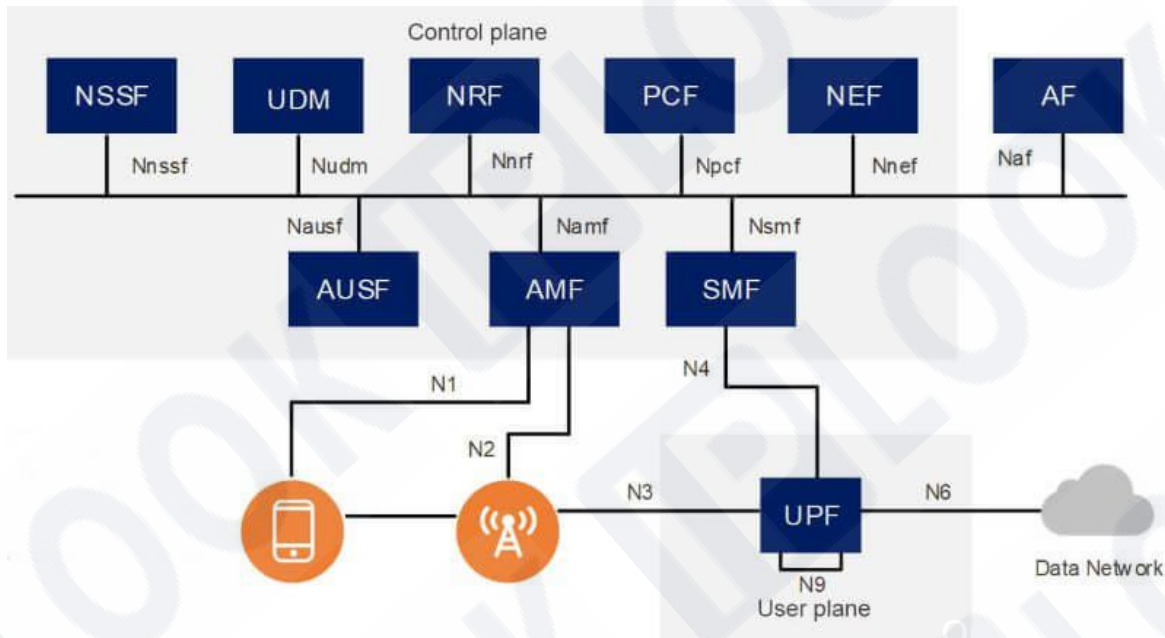 Control plane
NSSF
UDM
NRF
PCF
NEF
AF
Nnssf
Nudm
Nnrf
Npcf
Nnef
Naf
Nausf
Namf
Nsmf
AUSF
AMF
SMF
N1
N4
N2
N3
UPF
N6
N9
User plane
Data Network